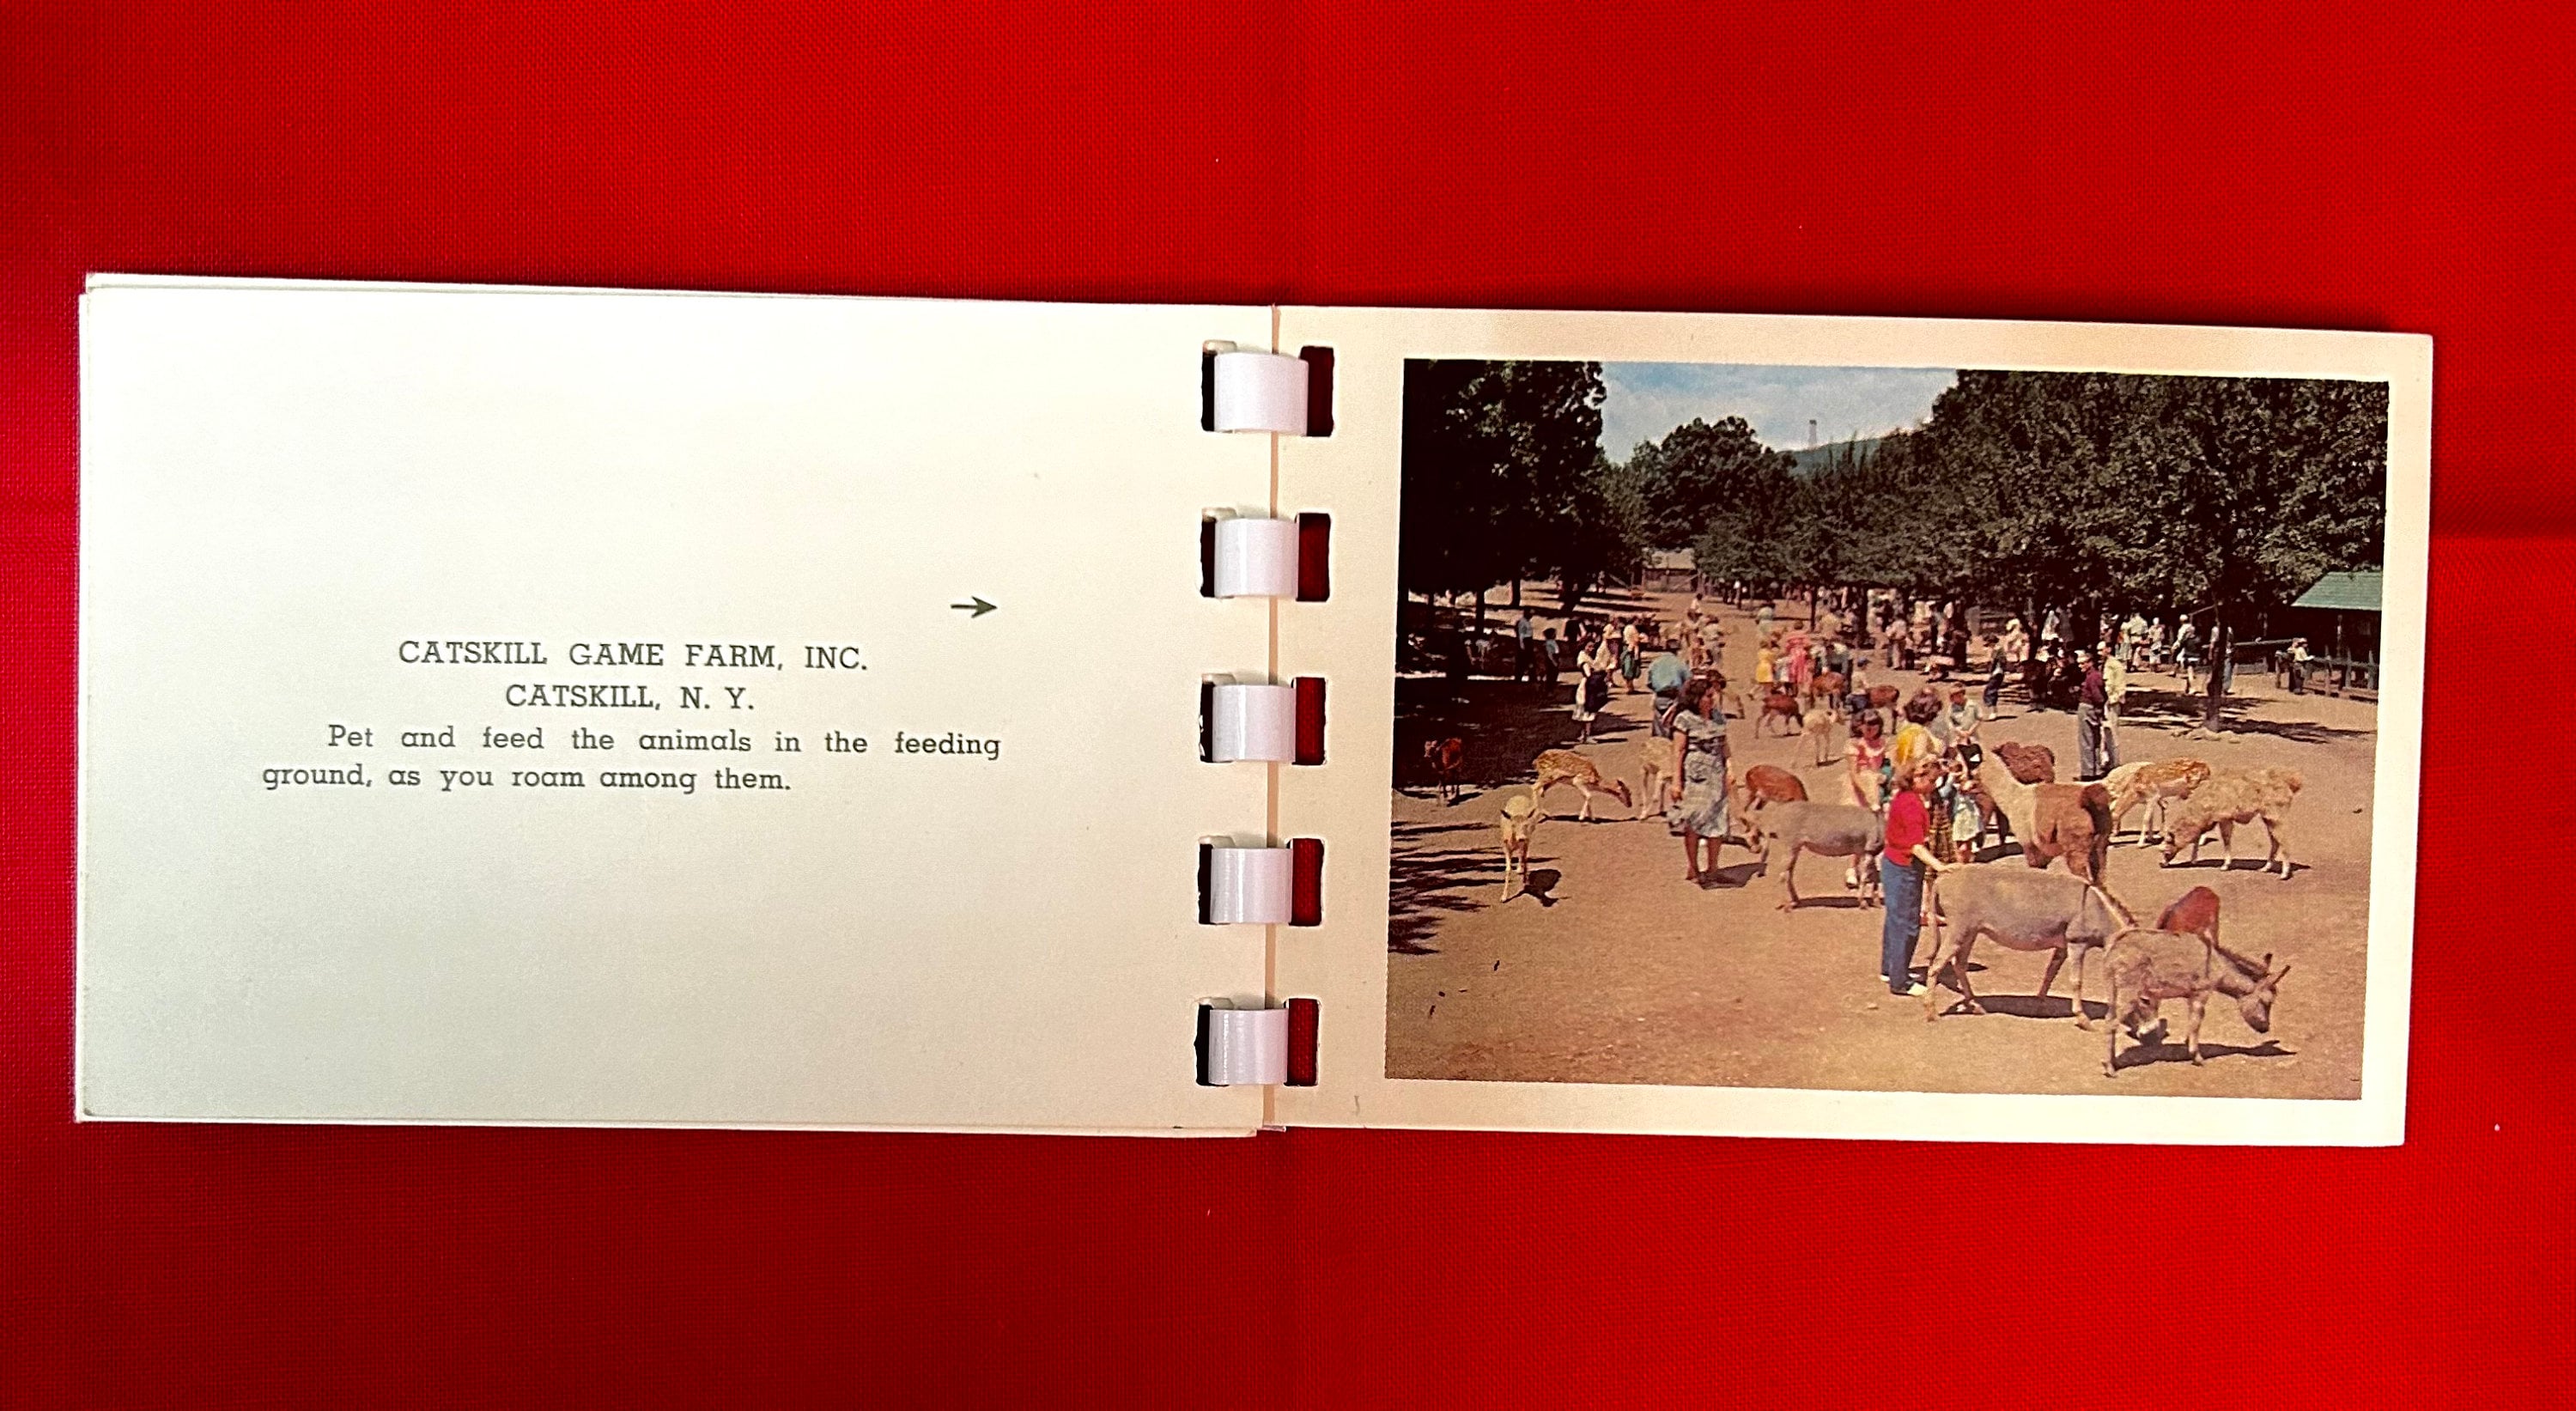 →
CATSKILL GAME FARM, INC.
CATSKILL, N. Y.
Pet and feed the animals in the feeding
ground, as you roam among them.